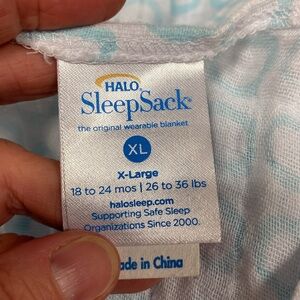 HALO
SleepSack®
the original wearable blanket
XL
X-Large
18 to 24 mos | 26 to 36 lbs
halosleep.com
Supporting Safe Sleep
Organizations Since 2000.
ade in China